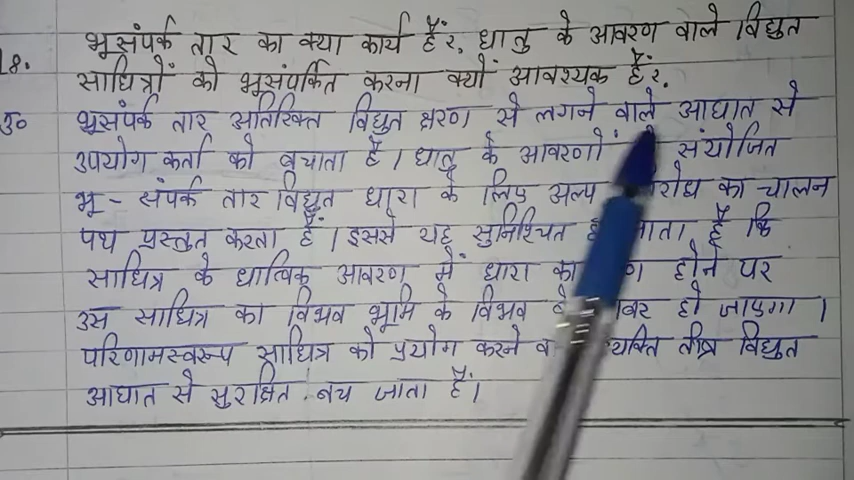 भूसंपर्क तार का क्या कार्य हैं?. धातु के आवरण वाले विद्युत
18. साधित्रों को भूसंपर्कित करना क्यों आवश्यक हैं?.
उ० भूसंपर्क तार अतिरिक्त विद्युत क्षरण से लगने वाले आघात से
उपयोग कर्ता को बचाता है। धातु के आवरणों संयोजित
भू - संपर्क तार विद्युत धारा के लिए अल्प का चालन
पथ प्रस्तुत करता हैं। इससे यह सुनिश्चित है कि
साधित्र के धात्विक आवरण में धारा का होने पर
उस साधित्र का विभव भूमि के विभव हो जाएगा।
परिणामस्वरूप साधित्र को प्रयोग करने व्यक्ति तीव्र विद्युत
आघात से सुरक्षित बच जाता हैं।